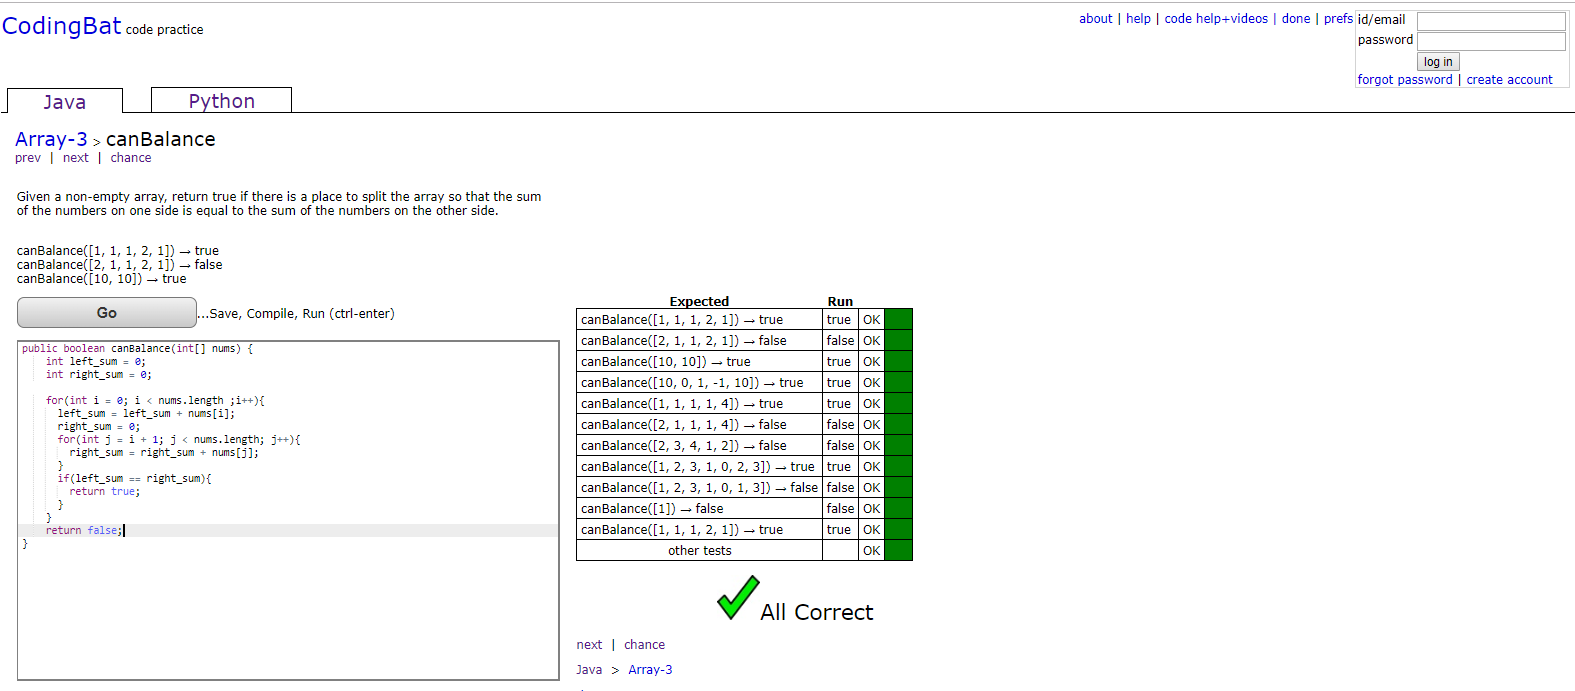 CodingBat code practice
about | help | code help+videos | done | prefs
id/email
password
log in
forgot password | create account
Java
Python
Array-3 > canBalance
prev | next | chance
Given a non-empty array, return true if there is a place to split the array so that the sum
of the numbers on one side is equal to the sum of the numbers on the other side.
canBalance([1, 1, 1, 2, 1]) → true
canBalance([2, 1, 1, 2, 1]) → false
canBalance([10, 10]) → true
Go ...Save, Compile, Run (ctrl-enter)
public boolean canBalance(int[] nums) {
    int left_sum = 0;
    int right_sum = 0;

    for(int i = 0; i < nums.length ;i++){
      left_sum = left_sum + nums[i];
      right_sum = 0;
      for(int j = i + 1; j < nums.length; j++){
        right_sum = right_sum + nums[j];
      }
      if(left_sum == right_sum){
        return true;
      }
    }
    return false;
}
Expected Run
canBalance([1, 1, 1, 2, 1]) → true true OK
canBalance([2, 1, 1, 2, 1]) → false false OK
canBalance([10, 10]) → true true OK
canBalance([10, 0, 1, -1, 10]) → true true OK
canBalance([1, 1, 1, 1, 4]) → true true OK
canBalance([2, 1, 1, 1, 4]) → false false OK
canBalance([2, 3, 4, 1, 2]) → false false OK
canBalance([1, 2, 3, 1, 0, 2, 3]) → true true OK
canBalance([1, 2, 3, 1, 0, 1, 3]) → false false OK
canBalance([1]) → false false OK
canBalance([1, 1, 1, 2, 1]) → true true OK
other tests OK
All Correct
next | chance
Java > Array-3